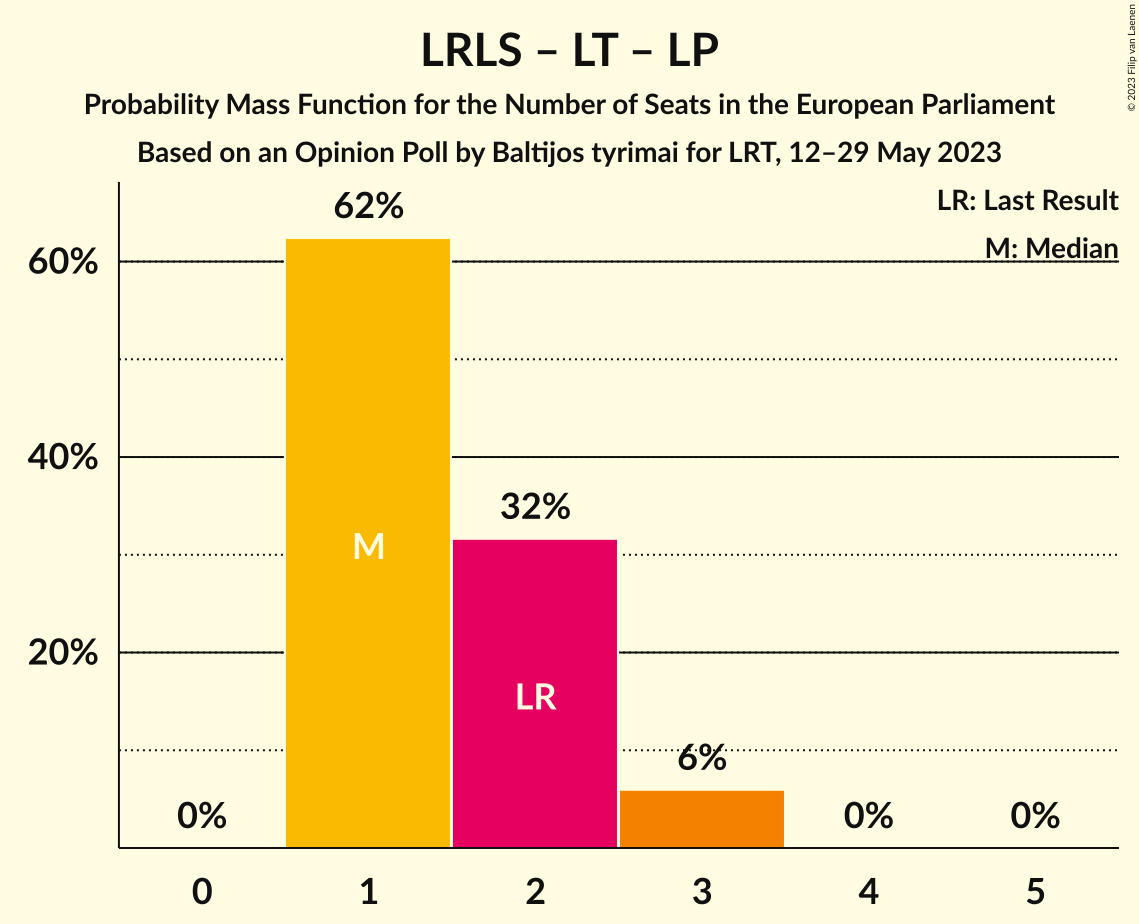 LRLS – LT – LP
Probability Mass Function for the Number of Seats in the European Parliament
Based on an Opinion Poll by Baltijos tyrimai for LRT, 12–29 May 2023
© 2023 Filip van Laenen
LR: Last Result
M: Median
62%
60%
M
40%
32%
20%
LR
6%
0%
0%
0%
0 1 2 3 4 5